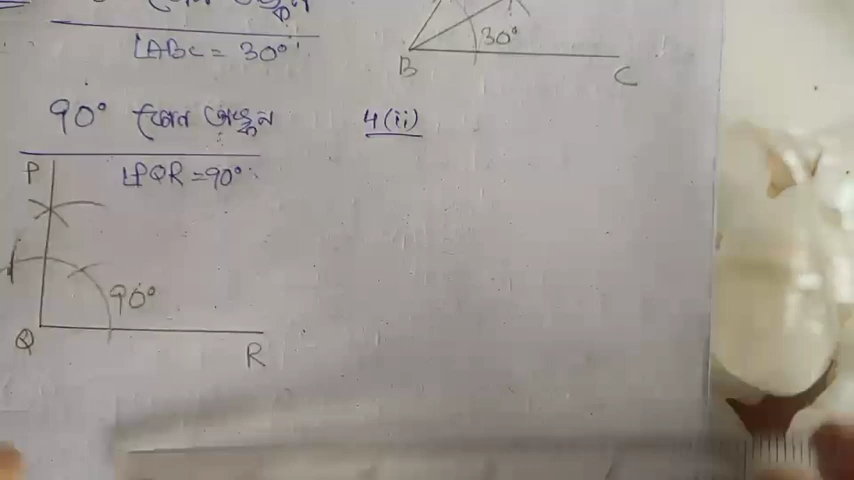 ∠ABC = 30°
30°
B
C
90° কোন অঙ্কন
4(ii)
P
∠PQR = 90°
90°
Q
R